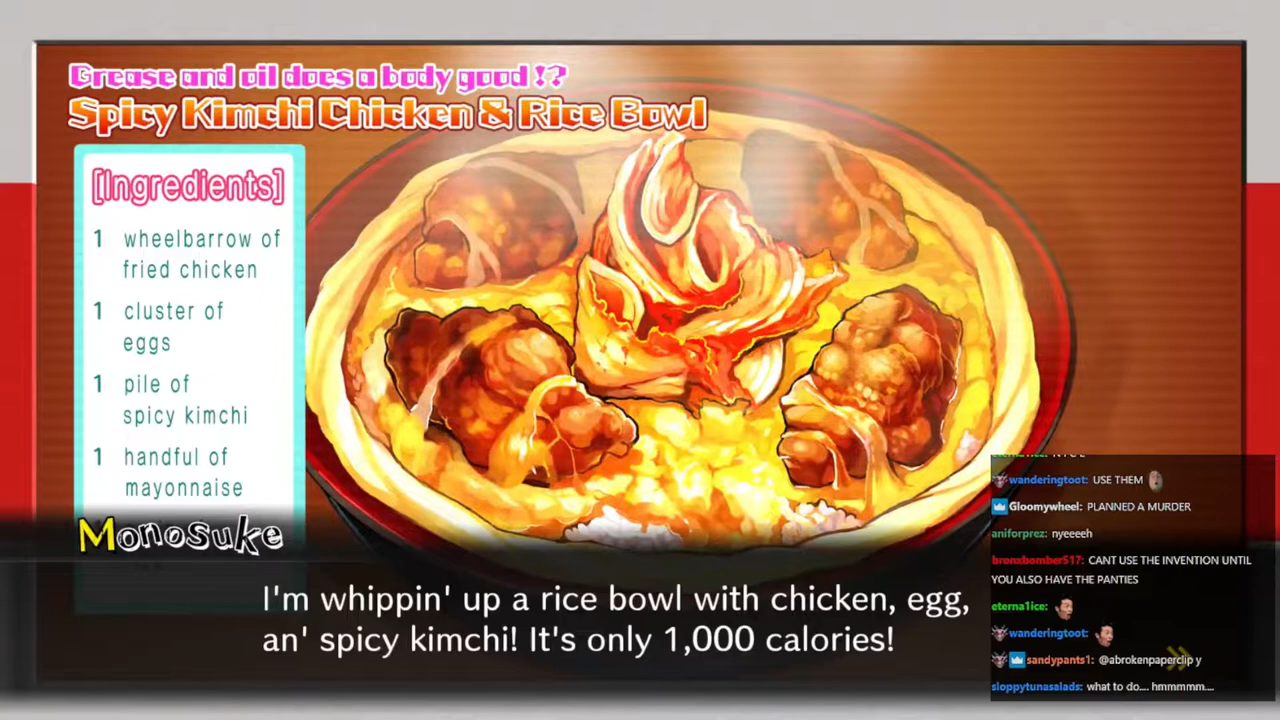 Grease and oil does a body good !?
Spicy Kimchi Chicken & Rice Bowl
[Ingredients]
1 wheelbarrow of
fried chicken
1 cluster of
eggs
1 pile of
spicy kimchi
1 handful of
mayonnaise
Monosuke
I'm whippin' up a rice bowl with chicken, egg,
an' spicy kimchi! It's only 1,000 calories!
wanderingtoot: USE THEM
Gloomywheel: PLANNED A MURDER
aniforprez: nyeeeeh
bronxbomber517: CANT USE THE INVENTION UNTIL
YOU ALSO HAVE THE PANTIES
eterna1ice:
wanderingtoot:
sandypants1: @abrokenpaperclip y
sloppytunasalads: what to do.... hmmmmm....